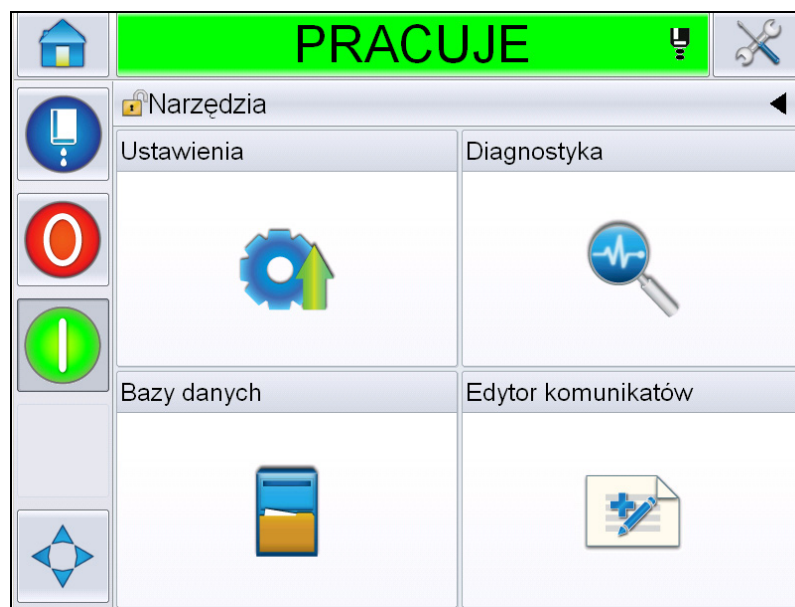 PRACUJE
Narzędzia
Ustawienia
Diagnostyka
Bazy danych
Edytor komunikatów